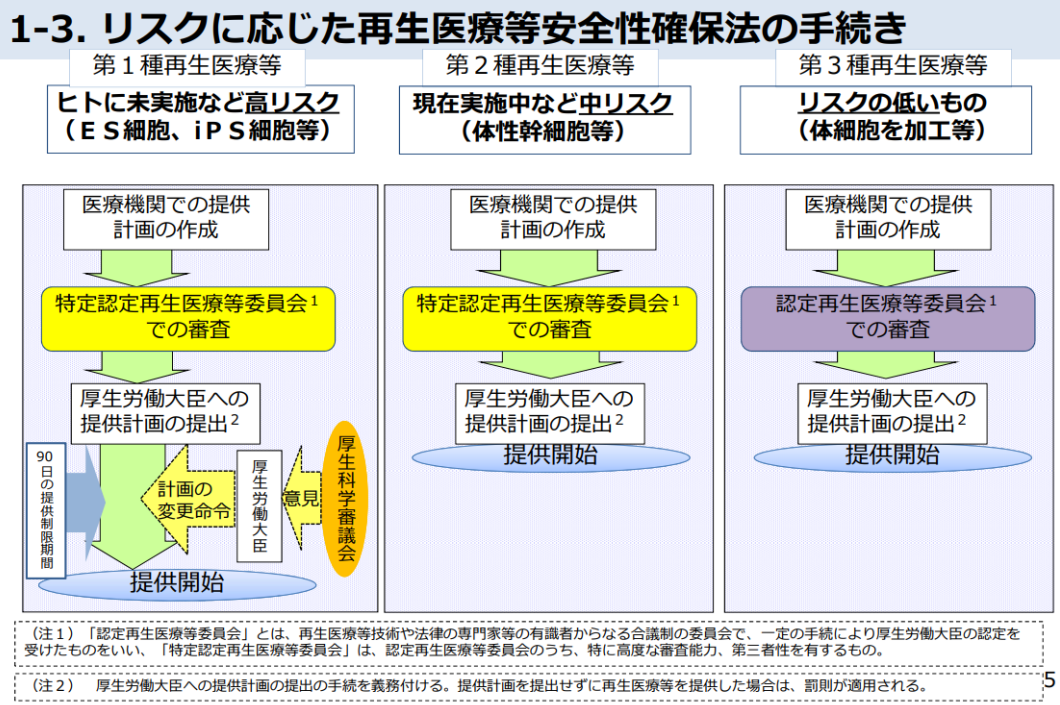 1-3. リスクに応じた再生医療等安全性確保法の手続き
第１種再生医療等
ヒトに未実施など高リスク
（ＥＳ細胞、iＰＳ細胞等）
医療機関での提供
計画の作成
特定認定再生医療等委員会¹
での審査
厚生労働大臣への
提供計画の提出²
90日の提供制限期間
計画の
変更命令
厚生労働大臣
意見
厚生科学審議会
提供開始
第２種再生医療等
現在実施中など中リスク
（体性幹細胞等）
医療機関での提供
計画の作成
特定認定再生医療等委員会¹
での審査
厚生労働大臣への
提供計画の提出²
提供開始
第３種再生医療等
リスクの低いもの
（体細胞を加工等）
医療機関での提供
計画の作成
認定再生医療等委員会¹
での審査
厚生労働大臣への
提供計画の提出²
提供開始
（注１）「認定再生医療等委員会」とは、再生医療等技術や法律の専門家等の有識者からなる合議制の委員会で、一定の手続により厚生労働大臣の認定を
受けたものをいい、「特定認定再生医療等委員会」は、認定再生医療等委員会のうち、特に高度な審査能力、第三者性を有するもの。
（注２）　厚生労働大臣への提供計画の提出の手続を義務付ける。提供計画を提出せずに再生医療等を提供した場合は、罰則が適用される。
5